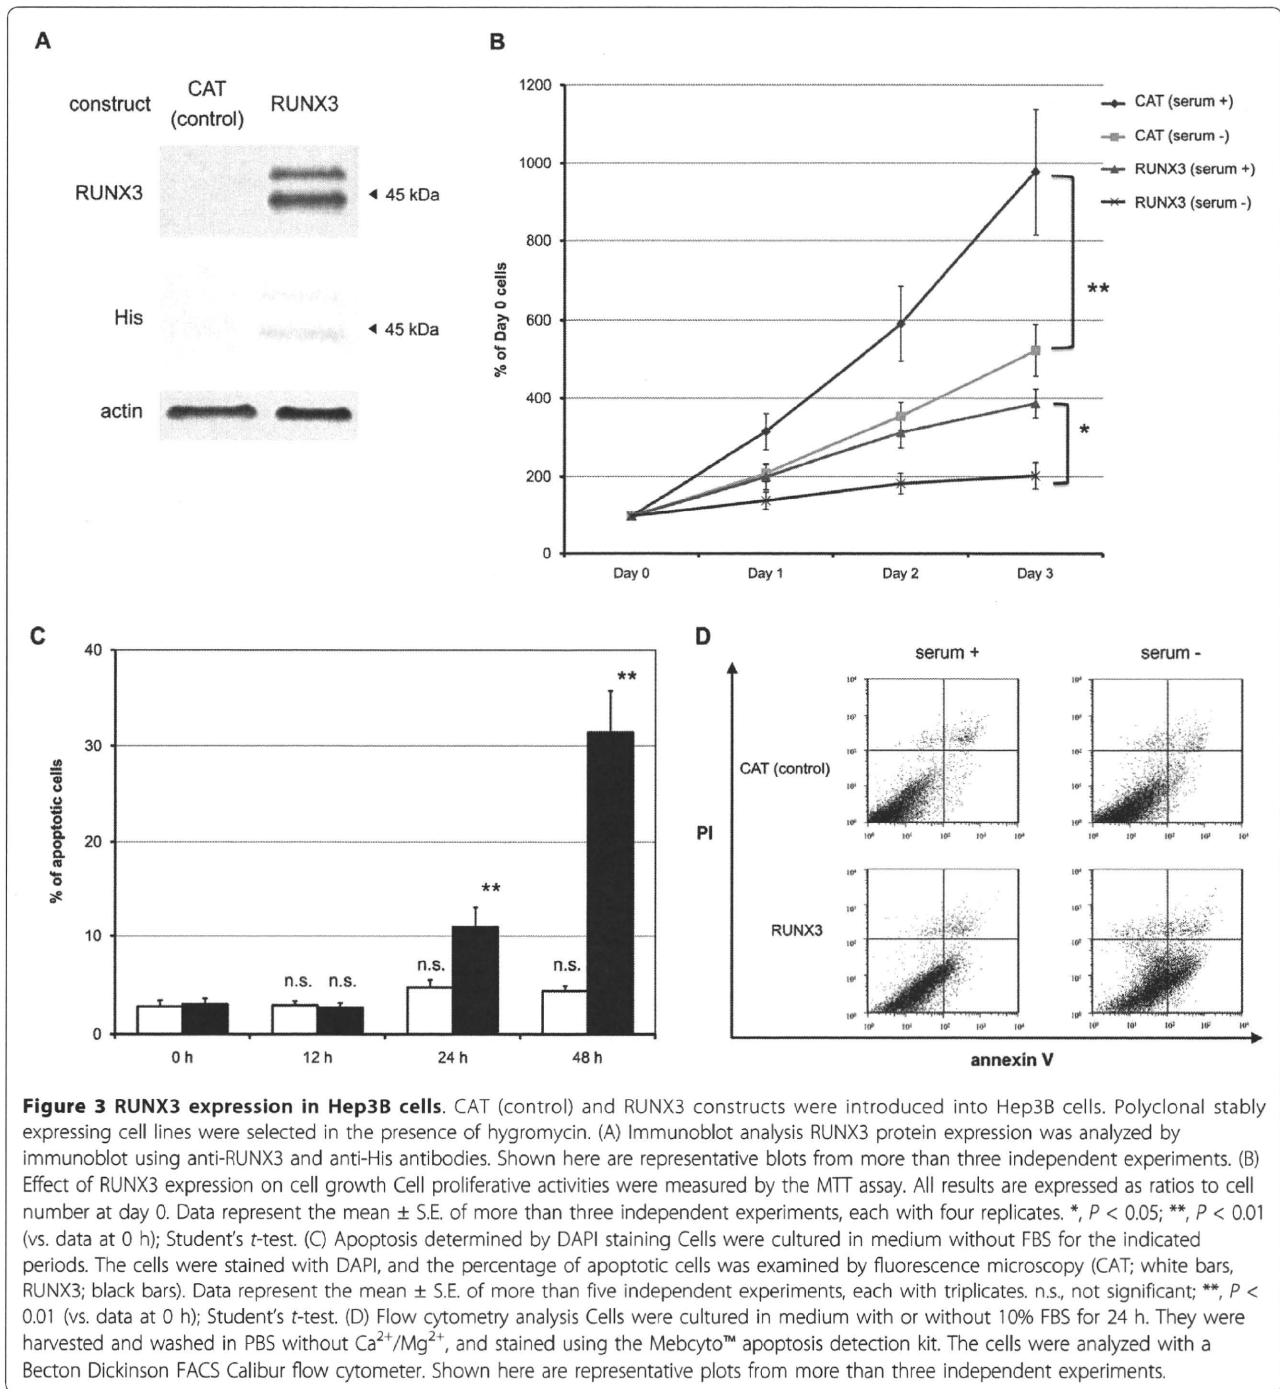 A
construct
CAT
(control)
RUNX3
RUNX3
◄ 45 kDa
His
◄ 45 kDa
actin
B
% of Day 0 cells
1200
1000
800
600
400
200
0
Day 0
Day 1
Day 2
Day 3
CAT (serum +)
CAT (serum -)
RUNX3 (serum +)
RUNX3 (serum -)
**
*
C
% of apoptotic cells
40
30
20
10
0
n.s.
n.s.
n.s.
**
n.s.
**
0 h
12 h
24 h
48 h
D
serum +
serum -
CAT (control)
PI
RUNX3
annexin V
Figure 3 RUNX3 expression in Hep3B cells. CAT (control) and RUNX3 constructs were introduced into Hep3B cells. Polyclonal stably
expressing cell lines were selected in the presence of hygromycin. (A) Immunoblot analysis RUNX3 protein expression was analyzed by
immunoblot using anti-RUNX3 and anti-His antibodies. Shown here are representative blots from more than three independent experiments. (B)
Effect of RUNX3 expression on cell growth Cell proliferative activities were measured by the MTT assay. All results are expressed as ratios to cell
number at day 0. Data represent the mean ± S.E. of more than three independent experiments, each with four replicates. *, P < 0.05; **, P < 0.01
(vs. data at 0 h); Student's t-test. (C) Apoptosis determined by DAPI staining Cells were cultured in medium without FBS for the indicated
periods. The cells were stained with DAPI, and the percentage of apoptotic cells was examined by fluorescence microscopy (CAT; white bars,
RUNX3; black bars). Data represent the mean ± S.E. of more than five independent experiments, each with triplicates. n.s., not significant; **, P <
0.01 (vs. data at 0 h); Student's t-test. (D) Flow cytometry analysis Cells were cultured in medium with or without 10% FBS for 24 h. They were
harvested and washed in PBS without Ca²⁺/Mg²⁺, and stained using the Mebcyto™ apoptosis detection kit. The cells were analyzed with a
Becton Dickinson FACS Calibur flow cytometer. Shown here are representative plots from more than three independent experiments.